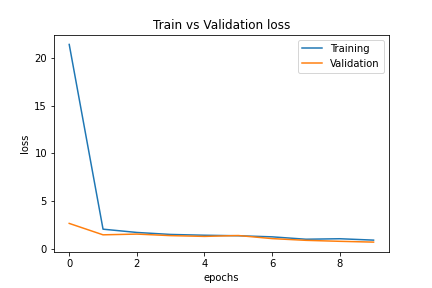 Train vs Validation loss
Training
Validation
20
15
10
5
0
loss
0 2 4 6 8
epochs